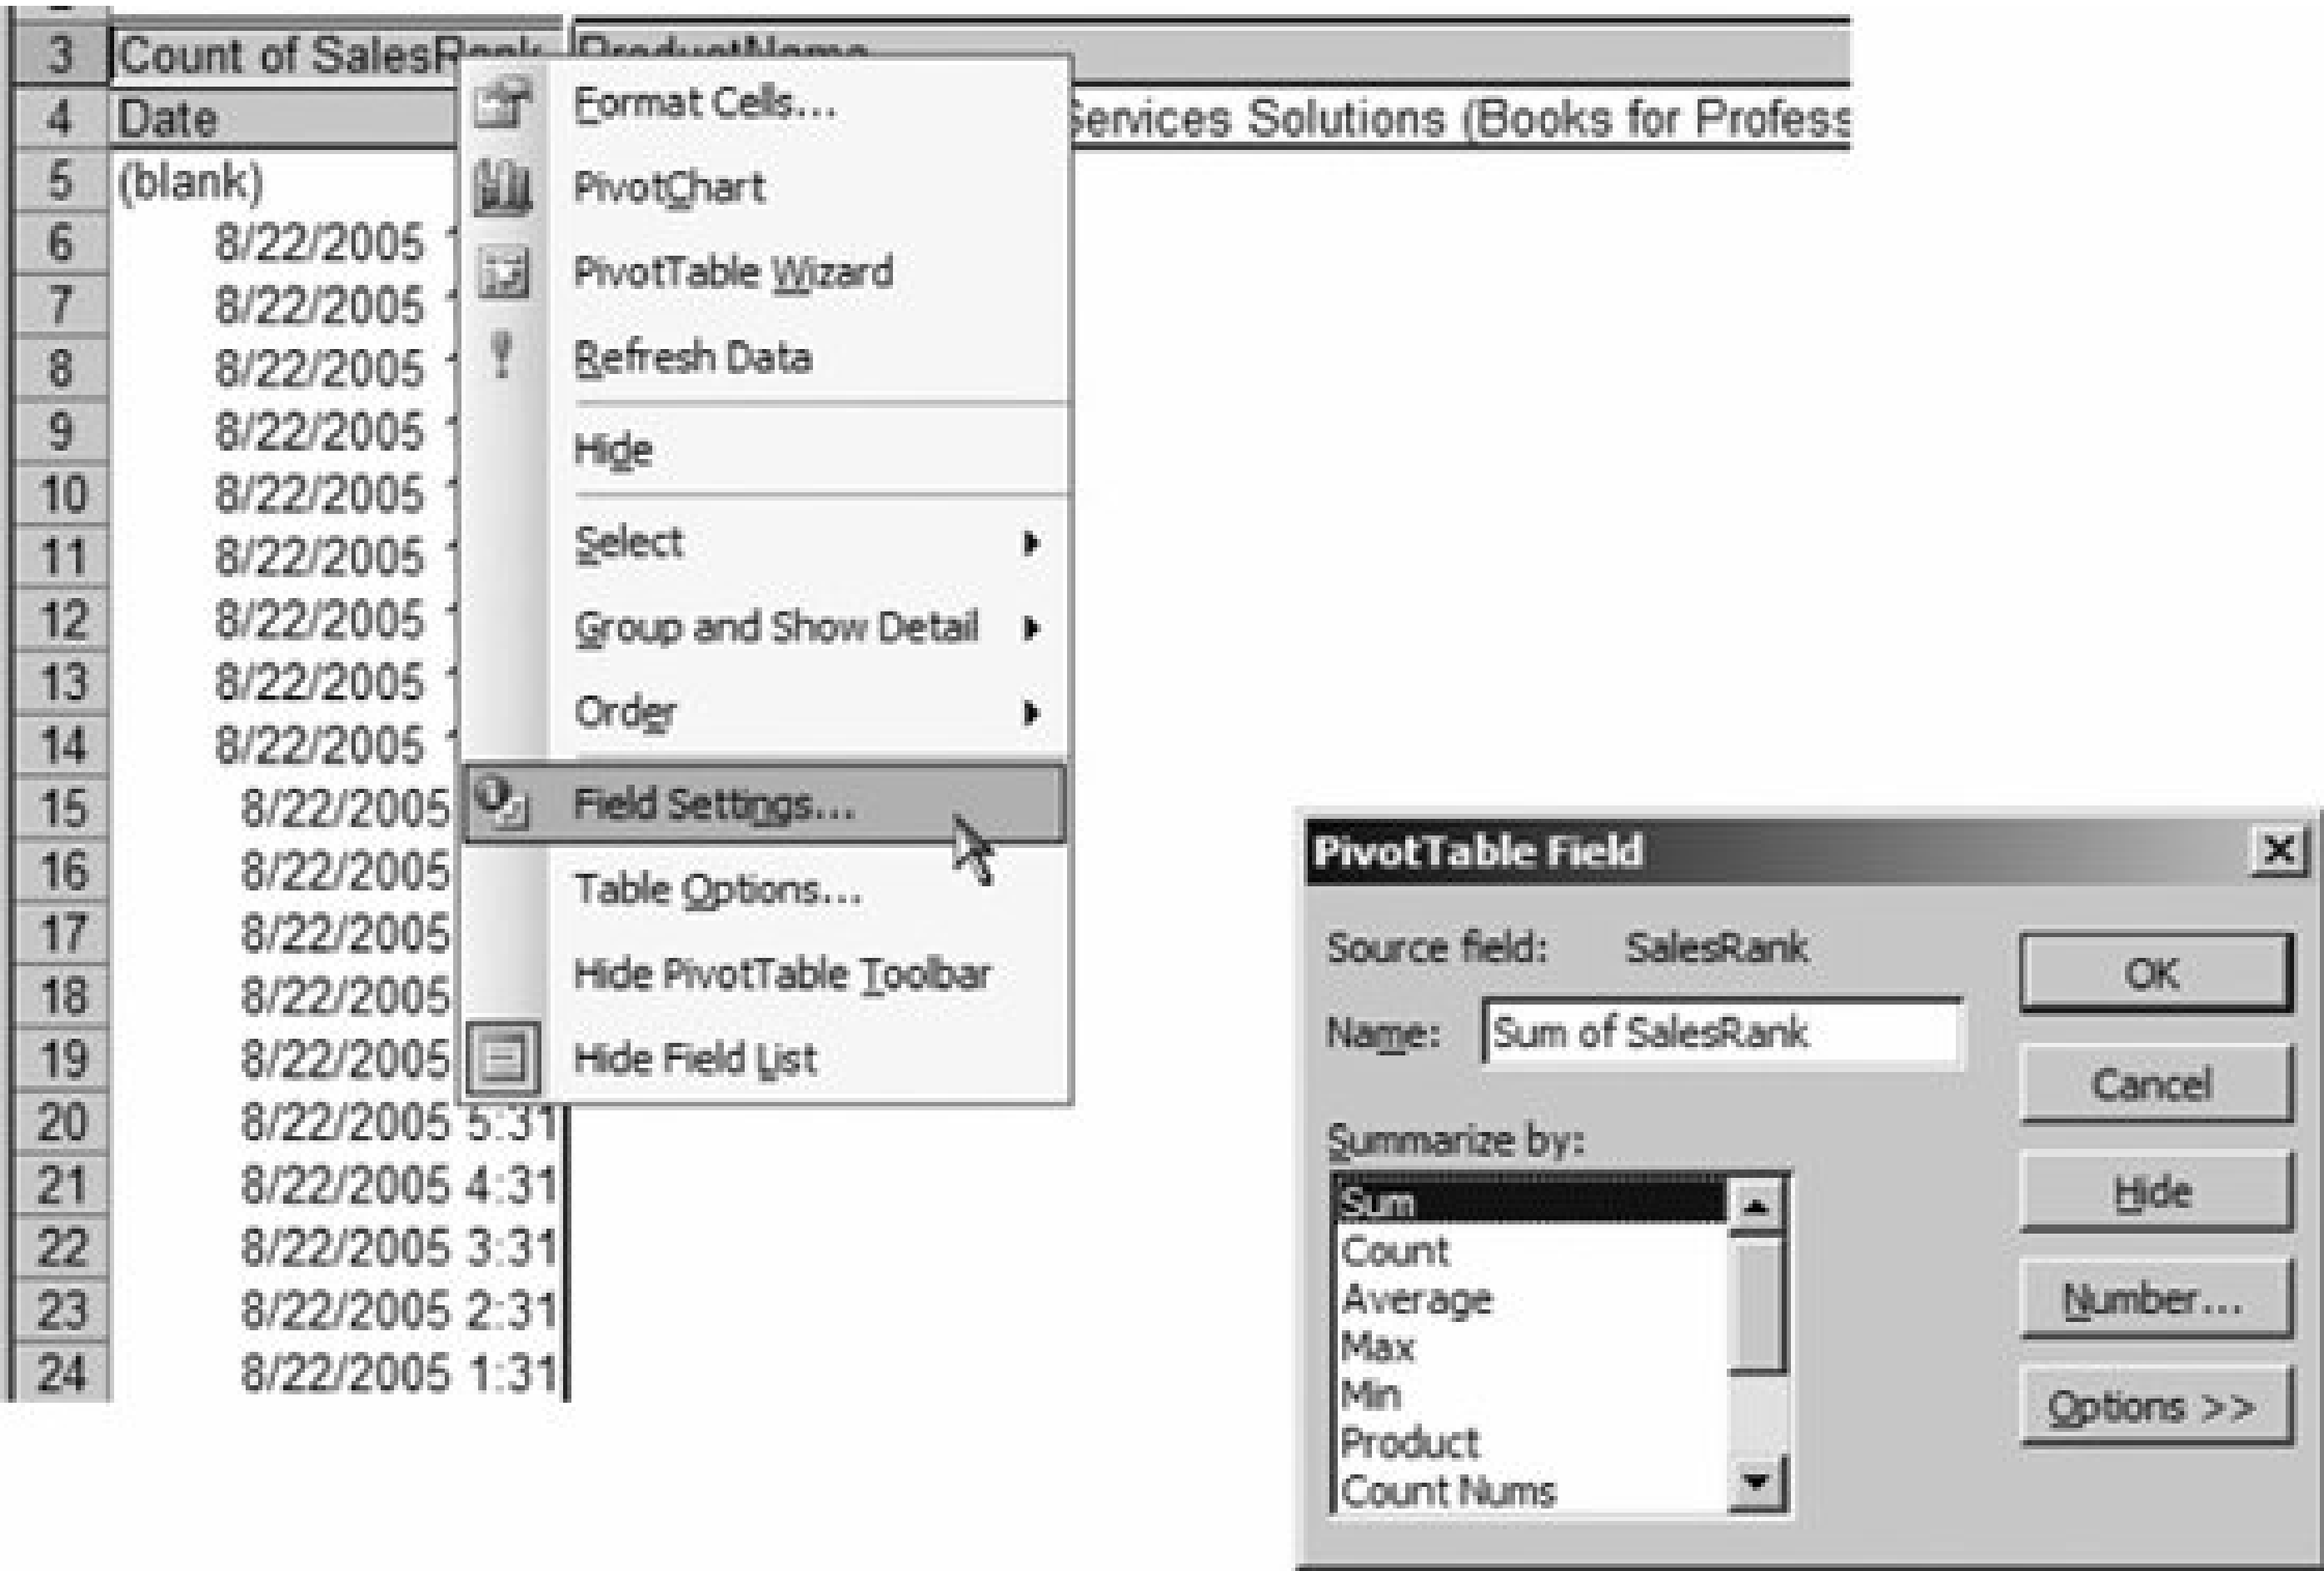 3 Count of SalesRank ProductName
4 Date Services Solutions (Books for Profess
5 (blank)
6 8/22/2005
7 8/22/2005
8 8/22/2005
9 8/22/2005
10 8/22/2005
11 8/22/2005
12 8/22/2005
13 8/22/2005
14 8/22/2005
15 8/22/2005
16 8/22/2005
17 8/22/2005
18 8/22/2005
19 8/22/2005
20 8/22/2005 5:31
21 8/22/2005 4:31
22 8/22/2005 3:31
23 8/22/2005 2:31
24 8/22/2005 1:31
Format Cells...
PivotChart
PivotTable Wizard
Refresh Data
Hide
Select
Group and Show Detail
Order
Field Settings...
Table Options...
Hide PivotTable Toolbar
Hide Field List
PivotTable Field
Source field: SalesRank
Name: Sum of SalesRank
Summarize by:
Sum
Count
Average
Max
Min
Product
Count Nums
OK
Cancel
Hide
Number...
Options >>